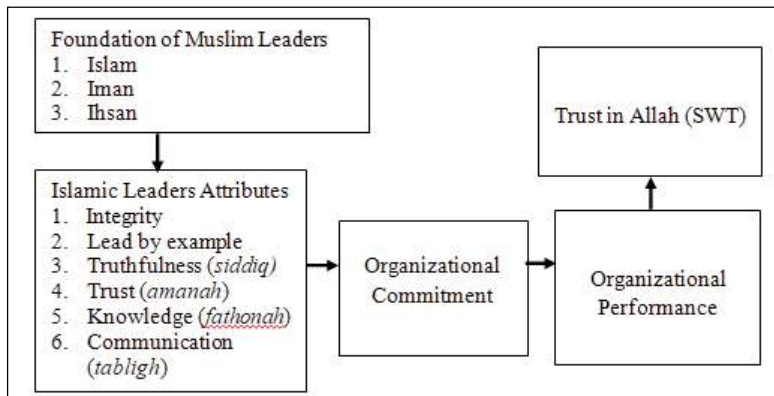 Foundation of Muslim Leaders
1. Islam
2. Iman
3. Ihsan
Islamic Leaders Attributes
1. Integrity
2. Lead by example
3. Truthfulness (siddiq)
4. Trust (amanah)
5. Knowledge (fathonah)
6. Communication
(tabligh)
Organizational
Commitment
Organizational
Performance
Trust in Allah (SWT)